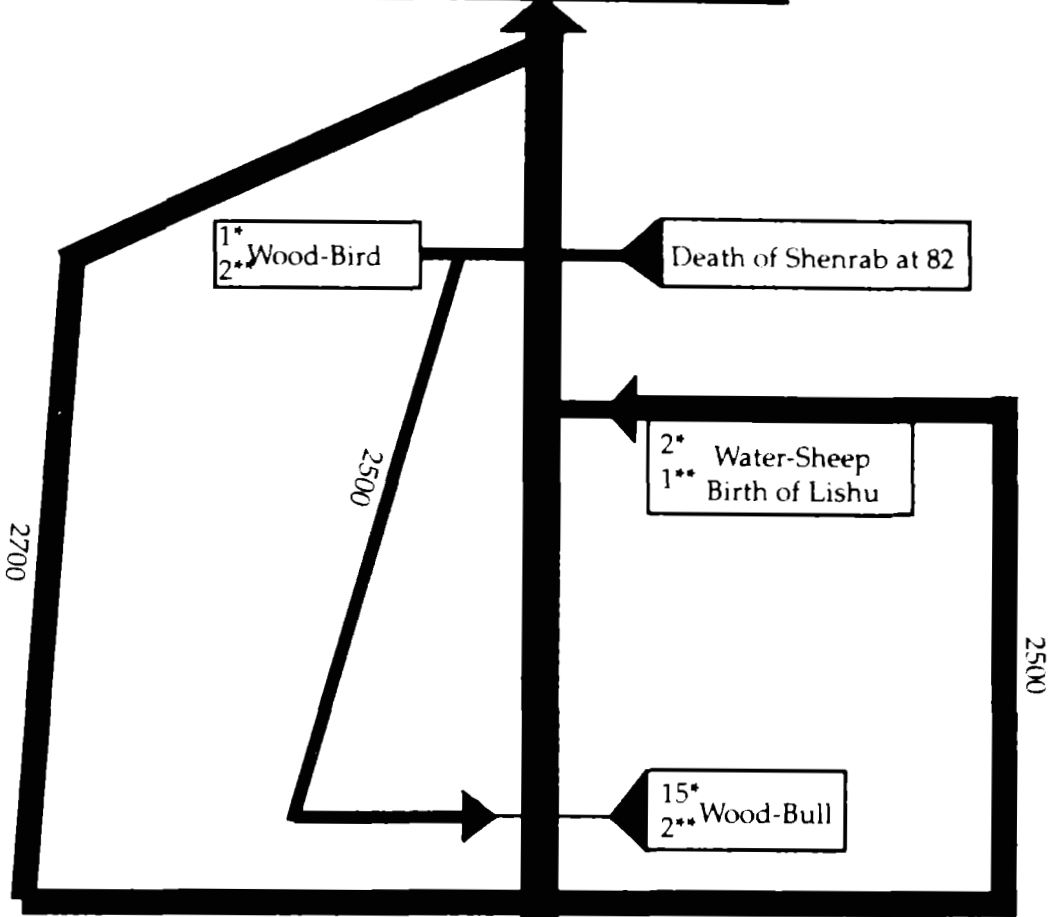 1*
2** Wood-Bird
Death of Shenrab at 82
2*
1** Water-Sheep
Birth of Lishu
2500
2700
2500
15*
2** Wood-Bull